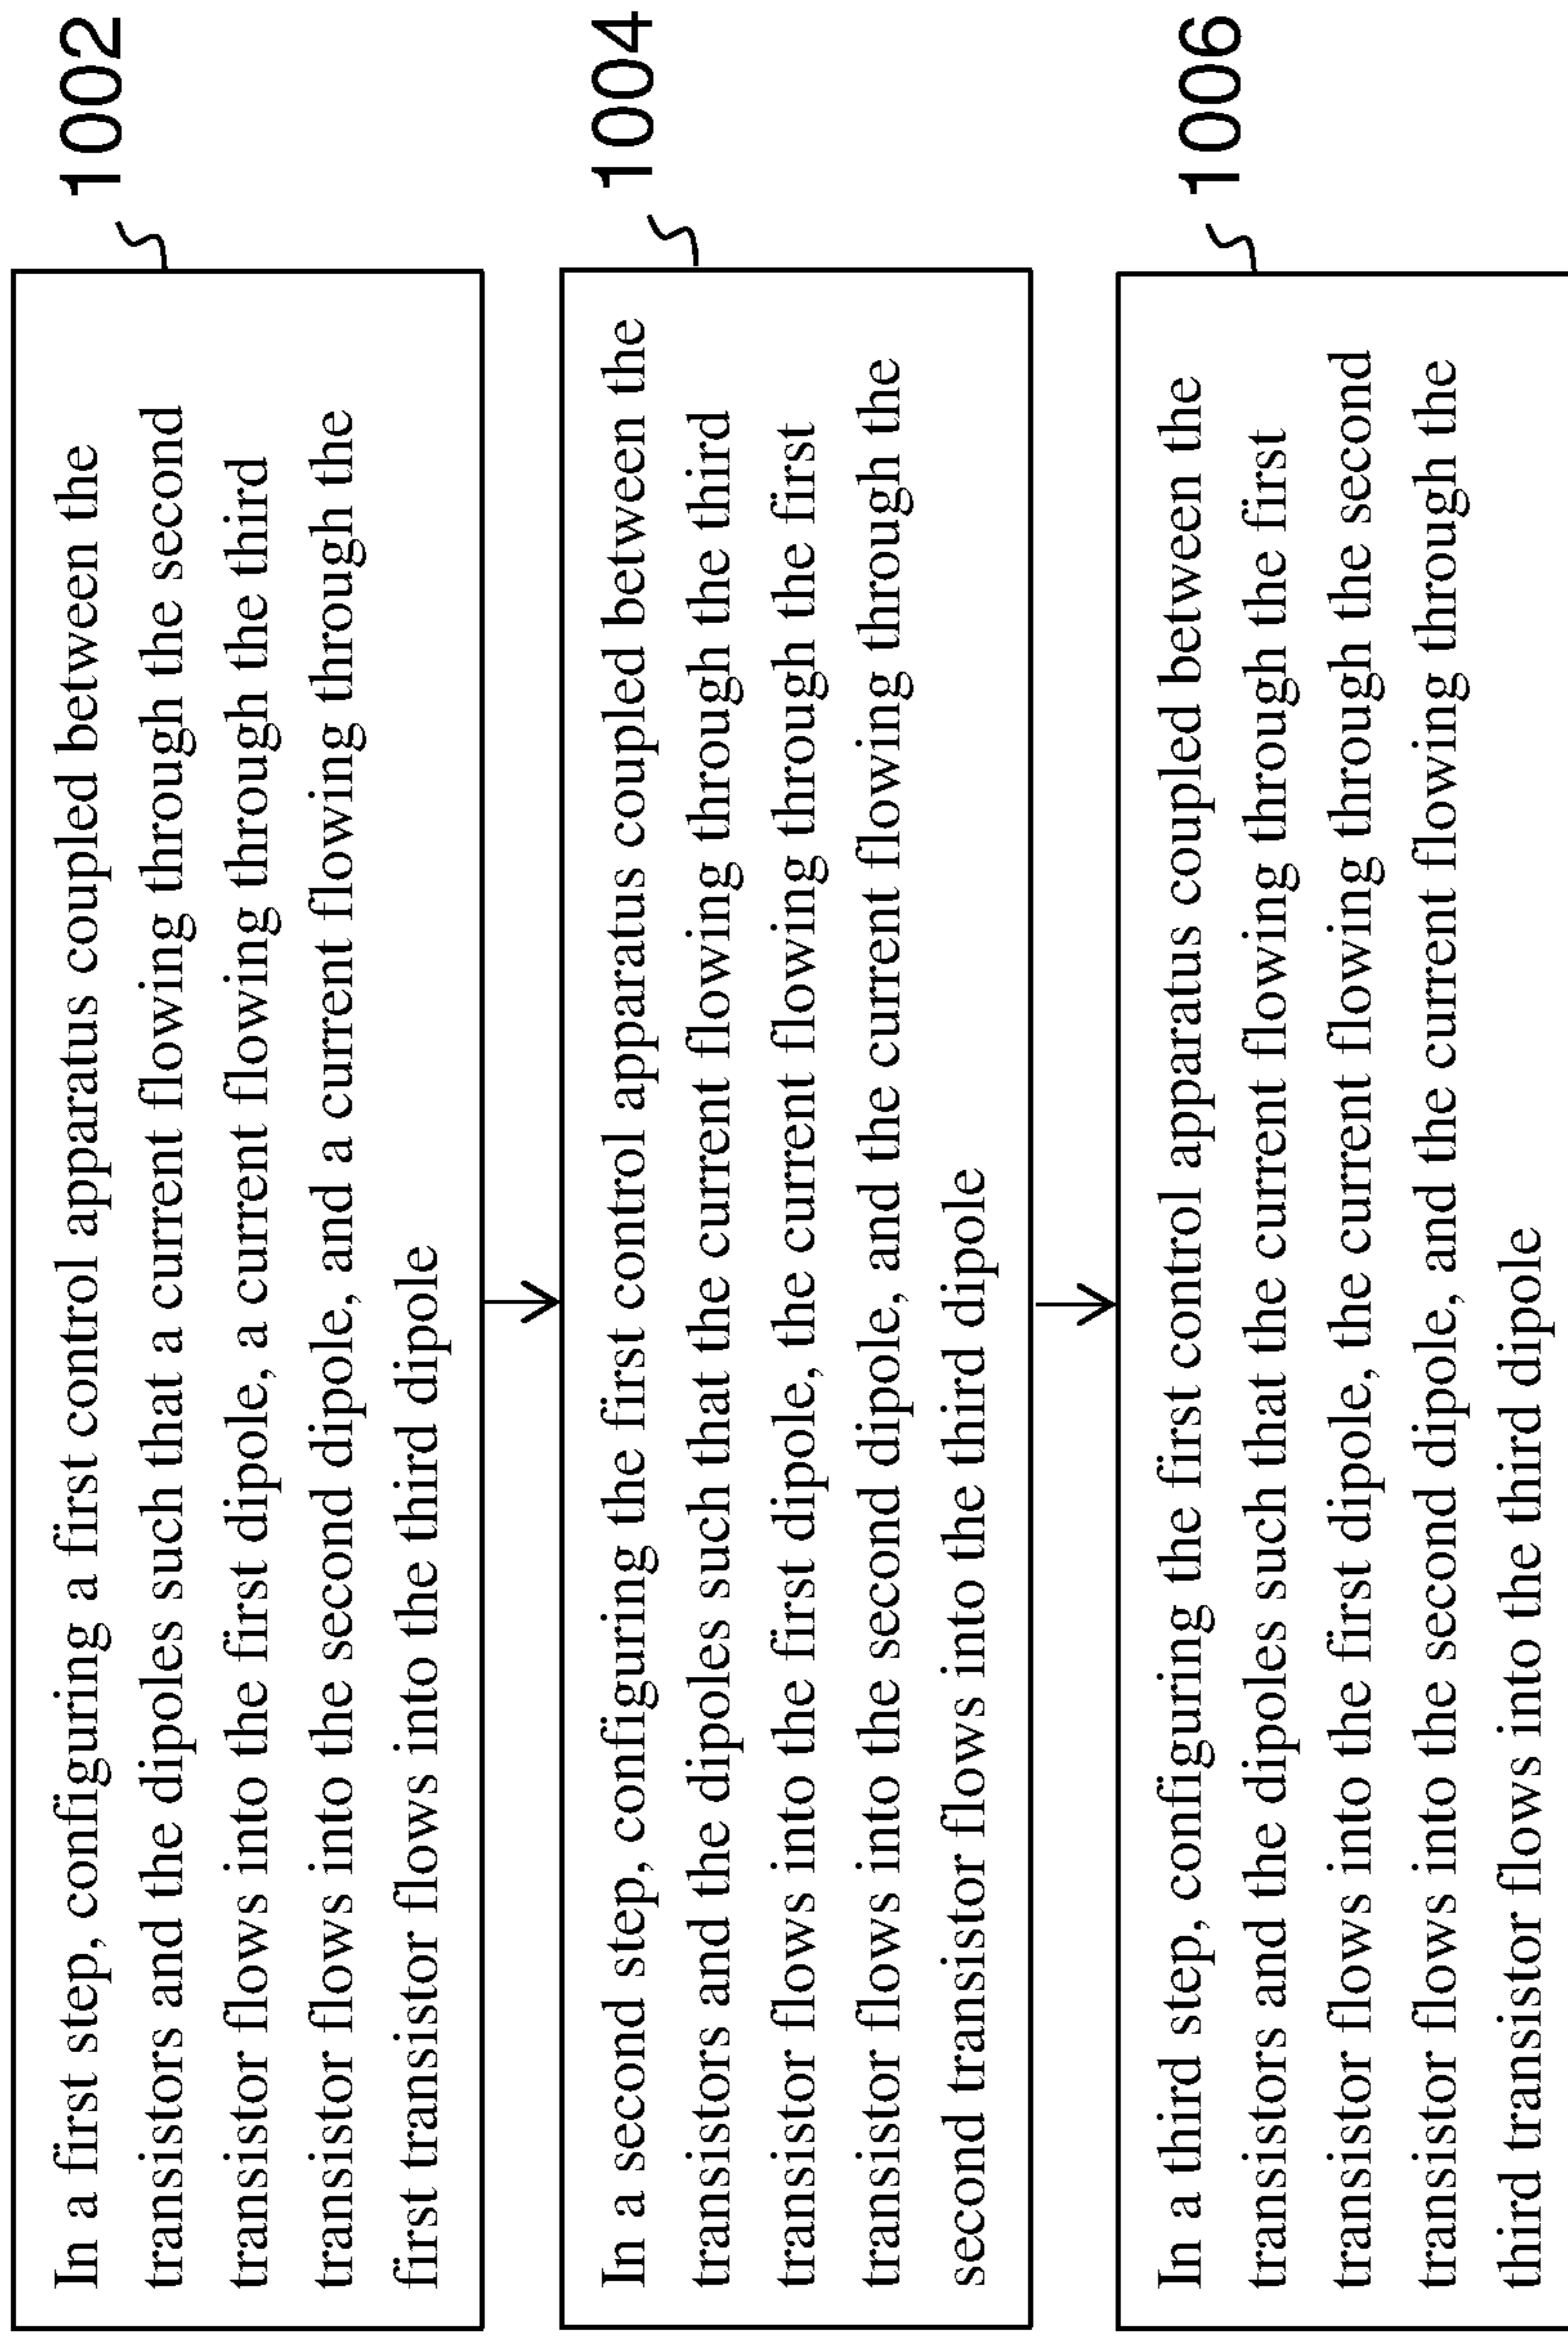 1002
In a first step, configuring a first control apparatus coupled between the
transistors and the dipoles such that a current flowing through the second
transistor flows into the first dipole, a current flowing through the third
transistor flows into the second dipole, and a current flowing through the
first transistor flows into the third dipole
1004
In a second step, configuring the first control apparatus coupled between the
transistors and the dipoles such that the current flowing through the third
transistor flows into the first dipole, the current flowing through the first
transistor flows into the second dipole, and the current flowing through the
second transistor flows into the third dipole
1006
In a third step, configuring the first control apparatus coupled between the
transistors and the dipoles such that the current flowing through the first
transistor flows into the first dipole, the current flowing through the second
transistor flows into the second dipole, and the current flowing through the
third transistor flows into the third dipole